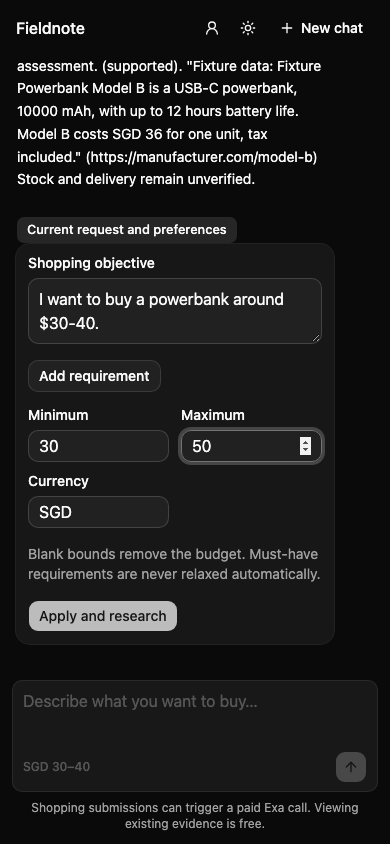 Fieldnote
New chat
assessment. (supported). "Fixture data: Fixture
Powerbank Model B is a USB-C powerbank,
10000 mAh, with up to 12 hours battery life.
Model B costs SGD 36 for one unit, tax
included." (https://manufacturer.com/model-b)
Stock and delivery remain unverified.
Current request and preferences
Shopping objective
I want to buy a powerbank around
$30-40.
Add requirement
Minimum
Maximum
30
50
Currency
SGD
Blank bounds remove the budget. Must-have
requirements are never relaxed automatically.
Apply and research
Describe what you want to buy...
SGD 30–40
Shopping submissions can trigger a paid Exa call. Viewing
existing evidence is free.